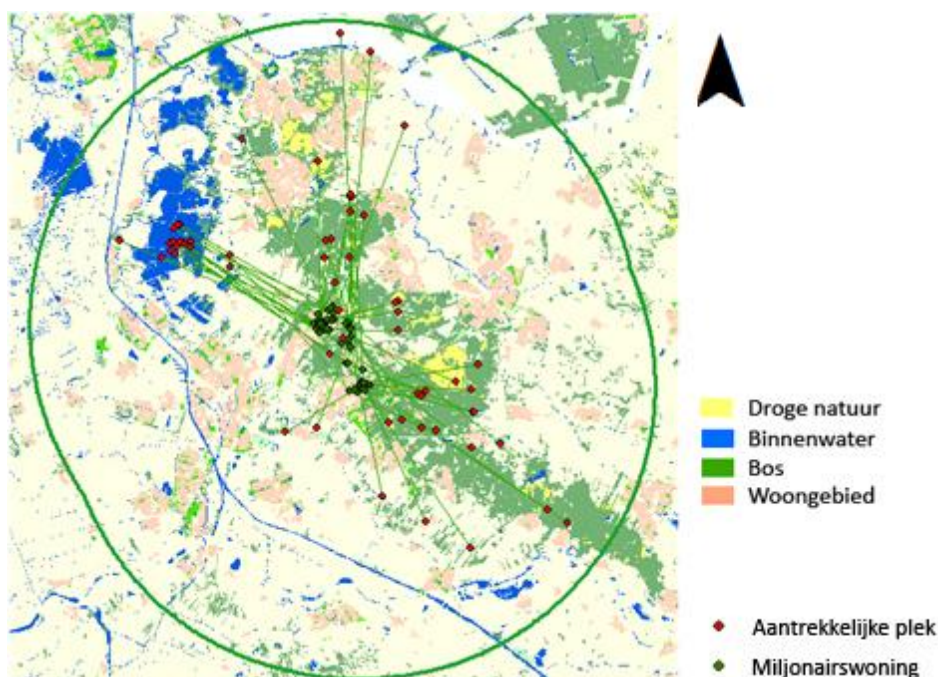 Droge natuur
Binnenwater
Bos
Woongebied
Aantrekkelijke plek
Miljonairswoning